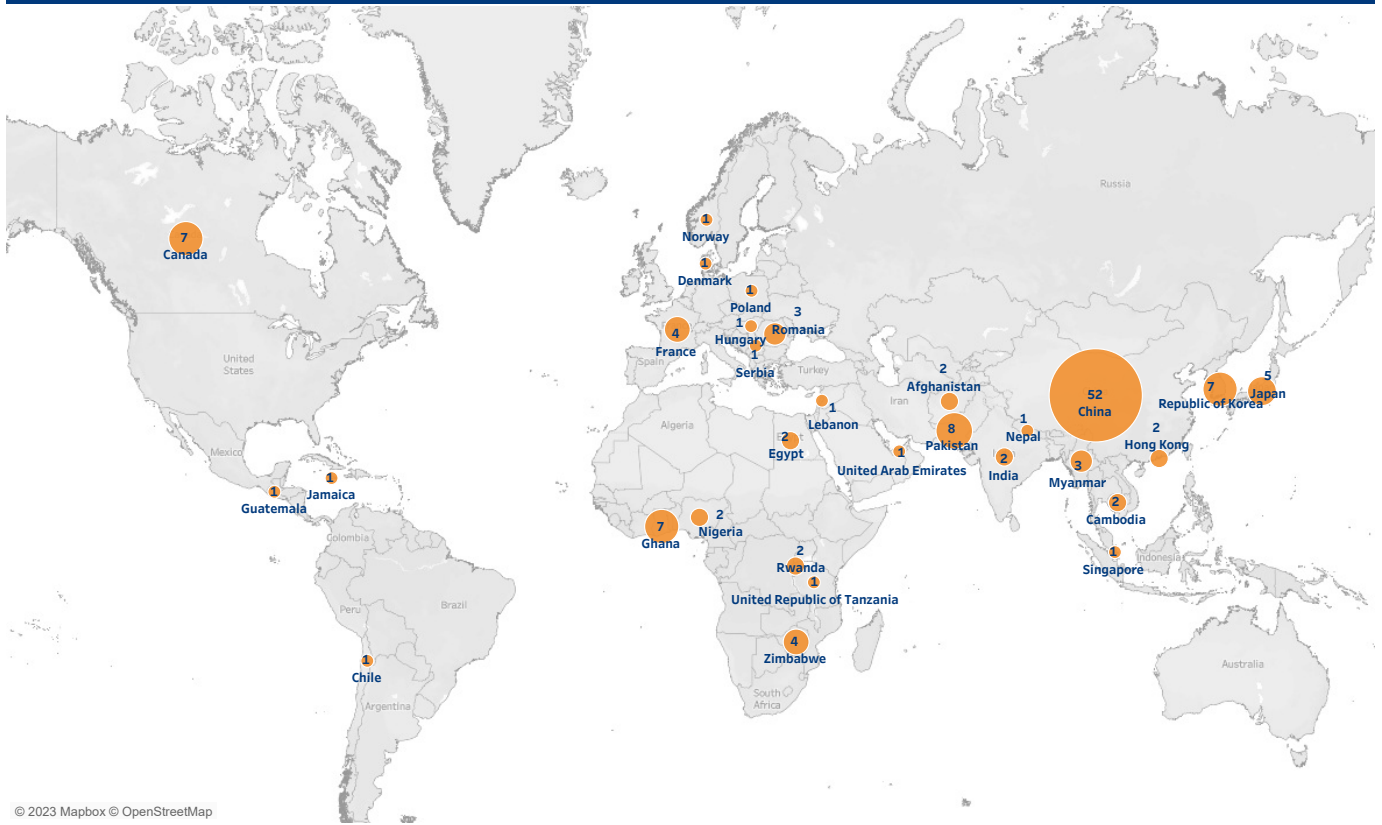 Russia
1
Norway
7
Canada
1
Denmark
1
Poland
3
Romania
1
Hungary
4
France
1
Serbia
Spain
Turkey
United
States
2
Afghanistan
Iran
52
China
7
Republic of Korea
5
Japan
1
Lebanon
Algeria
2
Egypt
8
Pakistan
1
Nepal
2
Hong Kong
1
United Arab Emirates
2
India
3
Myanmar
Mexico
1
Jamaica
1
Guatemala
2
Cambodia
7
Ghana
2
Nigeria
Colombia
2
Rwanda
1
Singapore
Indonesia
1
United Republic of Tanzania
Peru
Brazil
4
Zimbabwe
1
Chile
Australia
South
Africa
Argentina
© 2023 Mapbox © OpenStreetMap